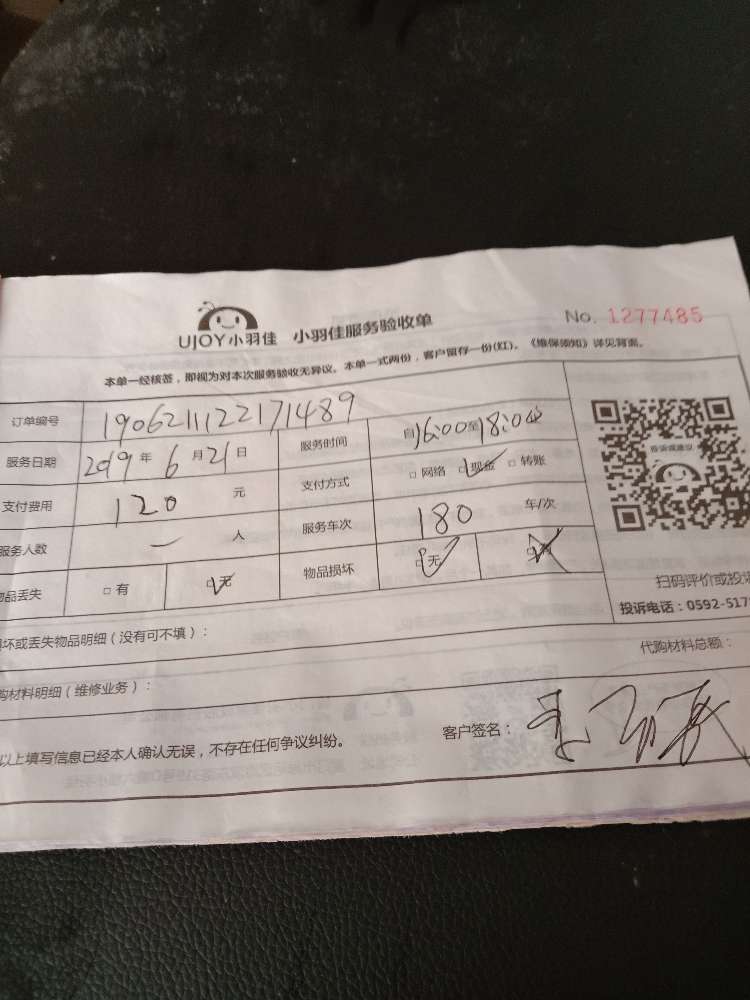 UJOY小羽佳 小羽佳服务验收单 No. 1277485
本单一经核签，即视为对本次服务验收无异议。本单一式两份，客户留存一份(红)。《维保须知》详见背面。
订单编号 190621122171489
服务日期 2019 年 6 月 21 日 服务时间 自16:00至18:00
支付费用 120 元 支付方式 □ 网络 □ 现金 □ 转账
服务人数 一 人 服务车次 180 车/次
品丢失 □ 有 □ 无 物品损坏 □ 无 □ 有
投诉或建议
扫码评价或投诉
投诉电话：0592-517
坏或丢失物品明细（没有可不填）：
购材料明细（维修业务）： 代购材料总额：
以上填写信息已经本人确认无误，不存在任何争议纠纷。 客户签名：